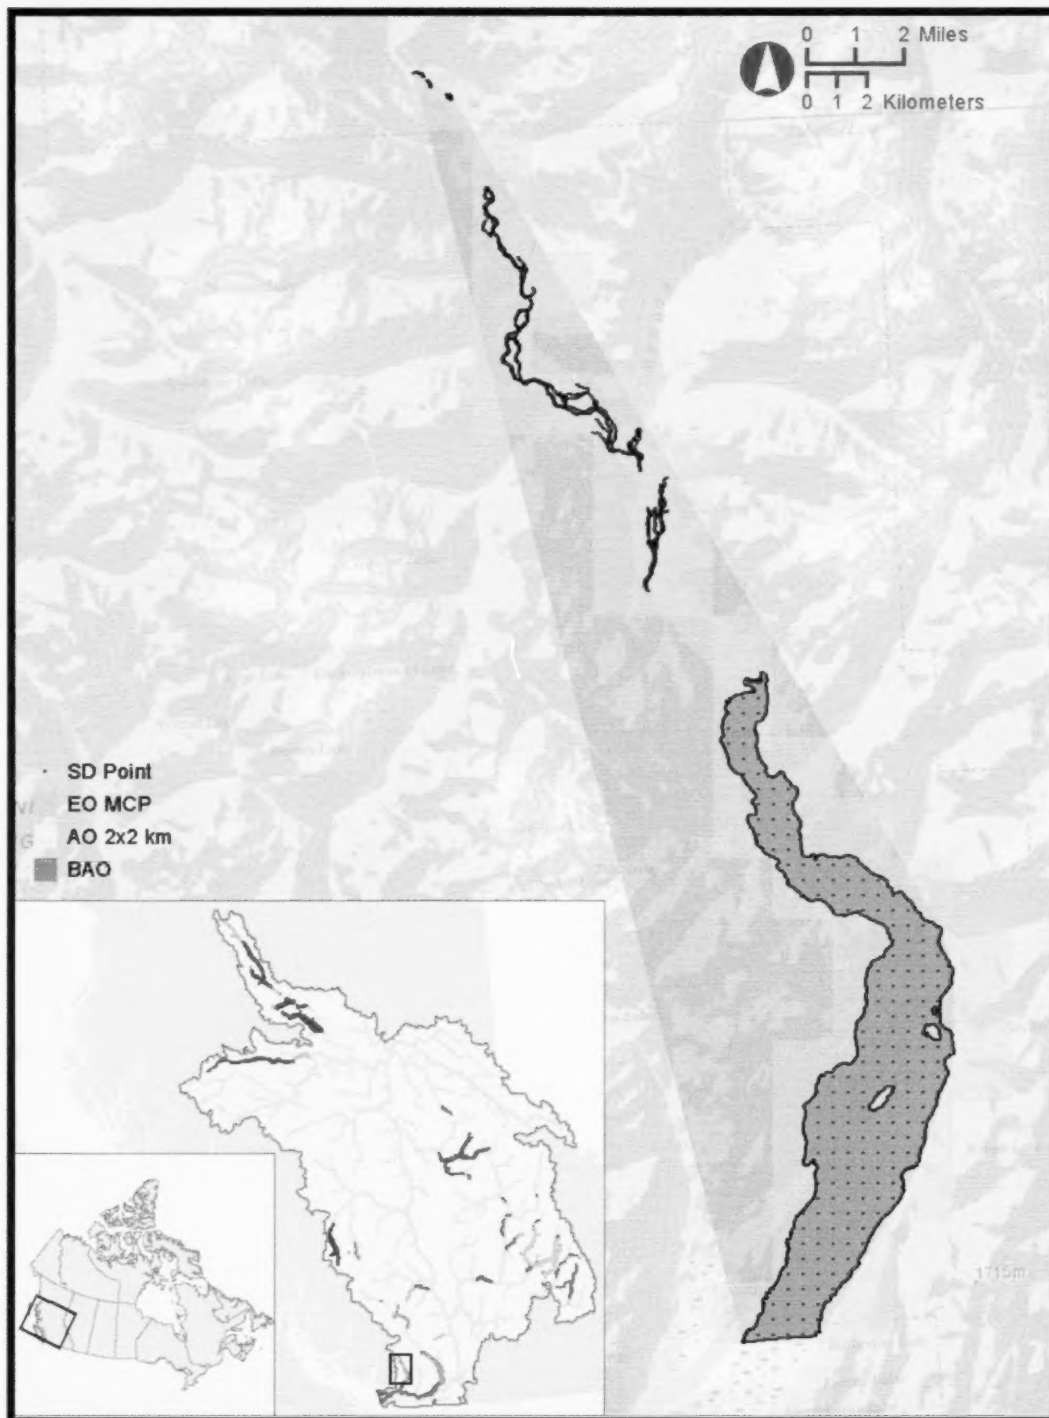 0 1 2 Miles
0 1 2 Kilometers
SD Point
EO MCP
AO 2x2 km
BAO
1715m